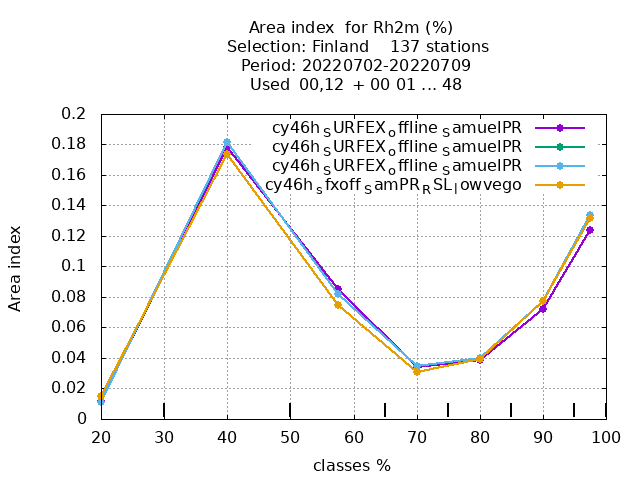 Area index for Rh2m (%)
Selection: Finland 137 stations
Period: 20220702-20220709
Used 00,12 + 00 01 ... 48
cy46h_SURFEX_offline_SamuelPR
cy46h_SURFEX_offline_SamuelPR
cy46h_SURFEX_offline_SamuelPR
cy46h_sfxoff_SamPR_RSL_lowvego
0.2
0.18
0.16
0.14
0.12
0.1
0.08
0.06
0.04
0.02
0
Area index
20 30 40 50 60 70 80 90 100
classes %